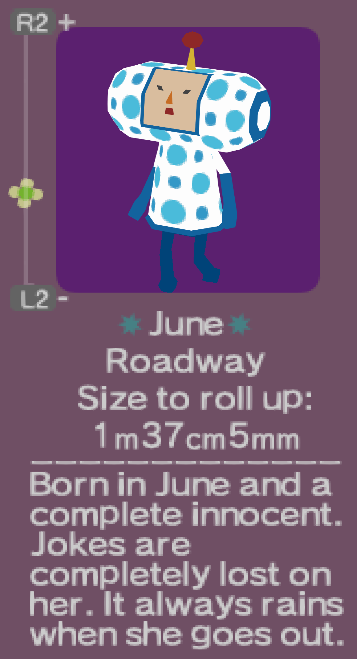 R2 +
L2 -
June
Roadway
Size to roll up:
1m37cm5mm
Born in June and a
complete innocent.
Jokes are
completely lost on
her. It always rains
when she goes out.